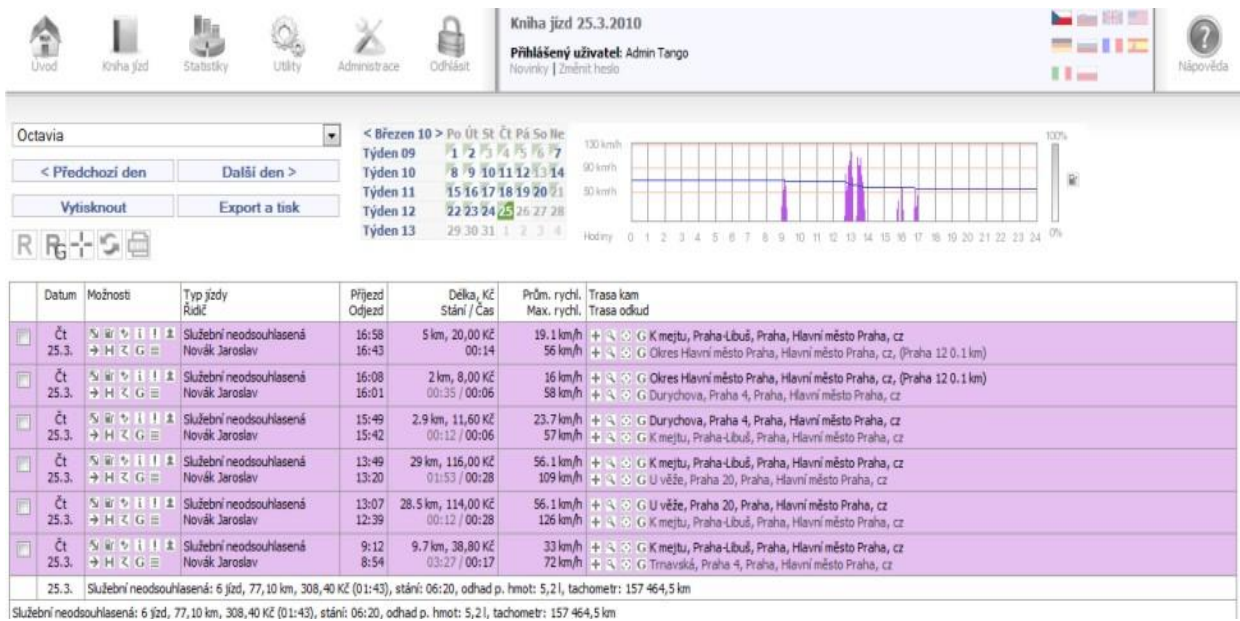 Kniha jízd 25.3.2010
Přihlášený uživatel: Admin Tango
Novinky | Změnit heslo
Úvod
Kniha jízd
Statistiky
Utility
Administrace
Odhlásit
Nápověda
Octavia
< Předchozí den
Další den >
Vytisknout
Export a tisk
R RG
< Březen 10 > Po Út St Čt Pá So Ne
Týden 09 1 2 3 4 5 6 7
Týden 10 8 9 10 11 12 13 14
Týden 11 15 16 17 18 19 20 21
Týden 12 22 23 24 25 26 27 28
Týden 13 29 30 31 1 2 3 4
130 km/h
90 km/h
50 km/h
Hodiny 0 1 2 3 4 5 6 7 8 9 10 11 12 13 14 15 16 17 18 19 20 21 22 23 24
100%
0%
Datum Možnosti Typ jízdy Příjezd Délka, Kč Prům. rychl. Trasa kam
Řidič Odjezd Stání / Čas Max. rychl. Trasa odkud
Čt Služební neodsouhlasená 16:58 5 km, 20,00 Kč 19.1 km/h G K mejtu, Praha-Libuš, Praha, Hlavní město Praha, cz
25.3. Novák Jaroslav 16:43 00:14 56 km/h G Okres Hlavní město Praha, Hlavní město Praha, cz, (Praha 12 0.1 km)
Čt Služební neodsouhlasená 16:08 2 km, 8,00 Kč 16 km/h G Okres Hlavní město Praha, Hlavní město Praha, cz, (Praha 12 0.1 km)
25.3. Novák Jaroslav 16:01 00:35 / 00:06 58 km/h G Durychova, Praha 4, Praha, Hlavní město Praha, cz
Čt Služební neodsouhlasená 15:49 2.9 km, 11,60 Kč 23.7 km/h G Durychova, Praha 4, Praha, Hlavní město Praha, cz
25.3. Novák Jaroslav 15:42 00:12 / 00:06 57 km/h G K mejtu, Praha-Libuš, Praha, Hlavní město Praha, cz
Čt Služební neodsouhlasená 13:49 29 km, 116,00 Kč 56.1 km/h G K mejtu, Praha-Libuš, Praha, Hlavní město Praha, cz
25.3. Novák Jaroslav 13:20 01:53 / 00:28 109 km/h G U věže, Praha 20, Praha, Hlavní město Praha, cz
Čt Služební neodsouhlasená 13:07 28.5 km, 114,00 Kč 56.1 km/h G U věže, Praha 20, Praha, Hlavní město Praha, cz
25.3. Novák Jaroslav 12:39 00:12 / 00:28 126 km/h G K mejtu, Praha-Libuš, Praha, Hlavní město Praha, cz
Čt Služební neodsouhlasená 9:12 9.7 km, 38,80 Kč 33 km/h G K mejtu, Praha-Libuš, Praha, Hlavní město Praha, cz
25.3. Novák Jaroslav 8:54 03:27 / 00:17 72 km/h G Trnavská, Praha 4, Praha, Hlavní město Praha, cz
25.3. Služební neodsouhlasená: 6 jízd, 77,10 km, 308,40 Kč (01:43), stání: 06:20, odhad p. hmot: 5,2 l, tachometr: 157 464,5 km
Služební neodsouhlasená: 6 jízd, 77,10 km, 308,40 Kč (01:43), stání: 06:20, odhad p. hmot: 5,2 l, tachometr: 157 464,5 km